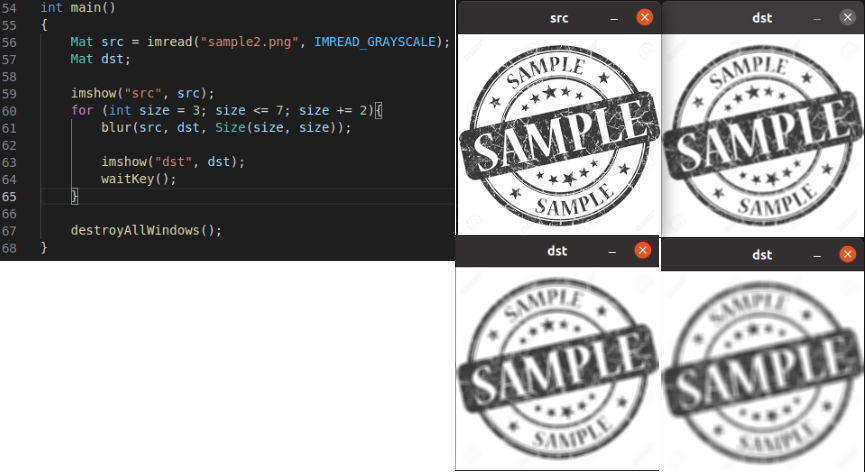 54 int main()
55 {
56 Mat src = imread("sample2.png", IMREAD_GRAYSCALE);
57 Mat dst;
58
59 imshow("src", src);
60 for (int size = 3; size <= 7; size += 2){
61 blur(src, dst, Size(size, size));
62
63 imshow("dst", dst);
64 waitKey();
65 }
66
67 destroyAllWindows();
68 }
src
SAMPLE
SAMPLE
SAMPLE
dst
SAMPLE
SAMPLE
SAMPLE
dst
SAMPLE
SAMPLE
SAMPLE
dst
SAMPLE
SAMPLE
SAMPLE